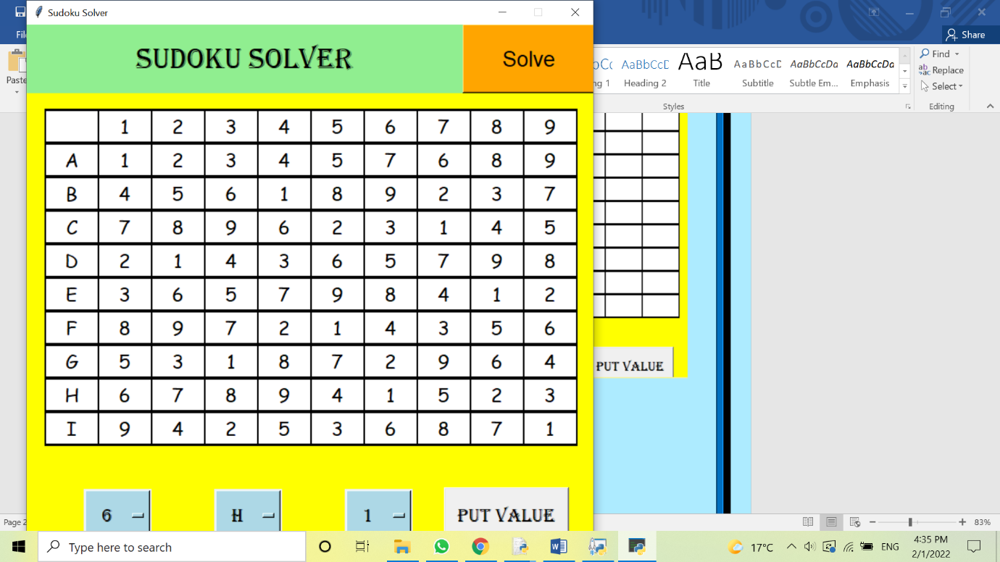 Sudoku Solver
Fil
Share
SUDOKU SOLVER
Solve
Paste
AaBbCcD AaB AaBbCcD AaBbCcDd AaBbCcDd
ng 1 Heading 2 Title Subtitle Subtle Em... Emphasis
Styles
Find
Replace
Select
Editing
1 2 3 4 5 6 7 8 9
A 1 2 3 4 5 7 6 8 9
B 4 5 6 1 8 9 2 3 7
C 7 8 9 6 2 3 1 4 5
D 2 1 4 3 6 5 7 9 8
E 3 6 5 7 9 8 4 1 2
F 8 9 7 2 1 4 3 5 6
G 5 3 1 8 7 2 9 6 4
H 6 7 8 9 4 1 5 2 3
I 9 4 2 5 3 6 8 7 1
PUT VALUE
6 H 1 PUT VALUE
Page 2
83%
Type here to search
17°C
ENG
4:35 PM
2/1/2022